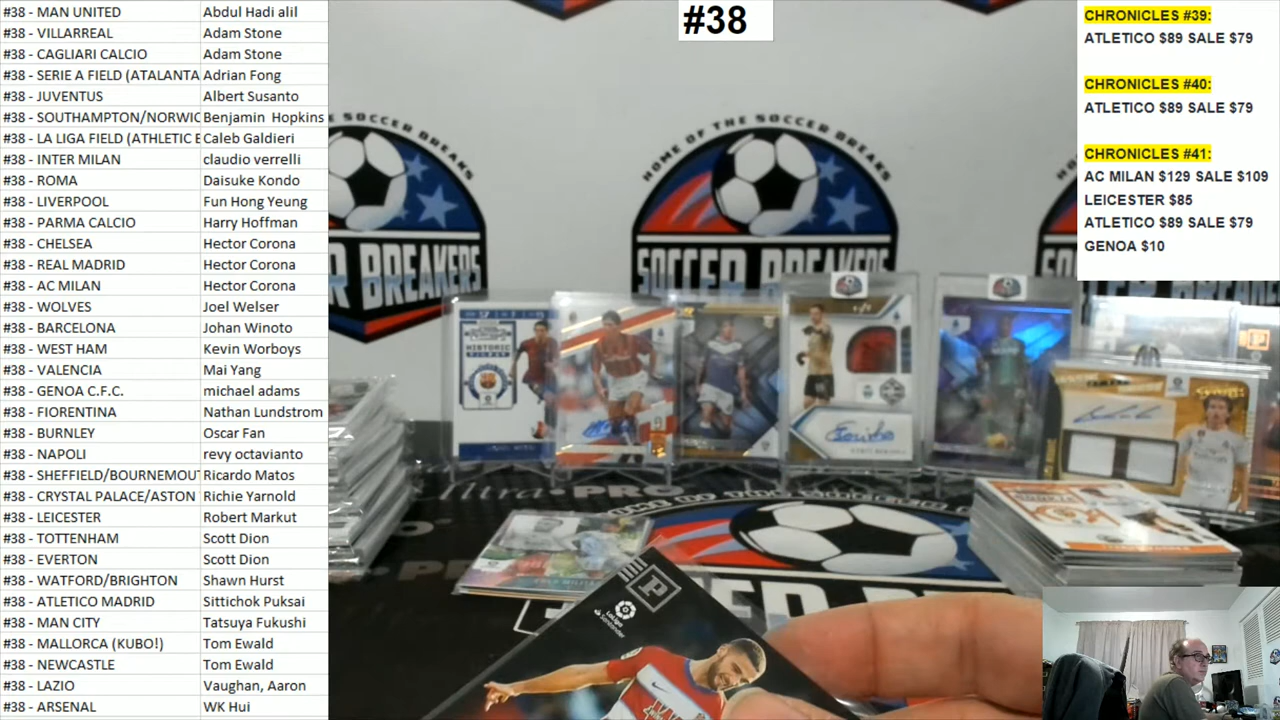 #38 - MAN UNITED Abdul Hadi alil
#38 - VILLARREAL Adam Stone
#38 - CAGLIARI CALCIO Adam Stone
#38 - SERIE A FIELD (ATALANTA Adrian Fong
#38 - JUVENTUS Albert Susanto
#38 - SOUTHAMPTON/NORWIC Benjamin Hopkins
#38 - LA LIGA FIELD (ATHLETIC B Caleb Galdieri
#38 - INTER MILAN claudio verrelli
#38 - ROMA Daisuke Kondo
#38 - LIVERPOOL Fun Hong Yeung
#38 - PARMA CALCIO Harry Hoffman
#38 - CHELSEA Hector Corona
#38 - REAL MADRID Hector Corona
#38 - AC MILAN Hector Corona
#38 - WOLVES Joel Welser
#38 - BARCELONA Johan Winoto
#38 - WEST HAM Kevin Worboys
#38 - VALENCIA Mai Yang
#38 - GENOA C.F.C. michael adams
#38 - FIORENTINA Nathan Lundstrom
#38 - BURNLEY Oscar Fan
#38 - NAPOLI revy octavianto
#38 - SHEFFIELD/BOURNEMOUT Ricardo Matos
#38 - CRYSTAL PALACE/ASTON Richie Yarnold
#38 - LEICESTER Robert Markut
#38 - TOTTENHAM Scott Dion
#38 - EVERTON Scott Dion
#38 - WATFORD/BRIGHTON Shawn Hurst
#38 - ATLETICO MADRID Sittichok Puksai
#38 - MAN CITY Tatsuya Fukushi
#38 - MALLORCA (KUBO!) Tom Ewald
#38 - NEWCASTLE Tom Ewald
#38 - LAZIO Vaughan, Aaron
#38 - ARSENAL WK Hui
#38
CHRONICLES #39:
ATLETICO $89 SALE $79
CHRONICLES #40:
ATLETICO $89 SALE $79
CHRONICLES #41:
AC MILAN $129 SALE $109
LEICESTER $85
ATLETICO $89 SALE $79
GENOA $10
E SOCCER BREAKS
R BREAKERS
HOME OF THE SOCCER BREAKS
SOCCER BREAKERS
HISTORIC
Ultra PRO
LaLiga
Santander